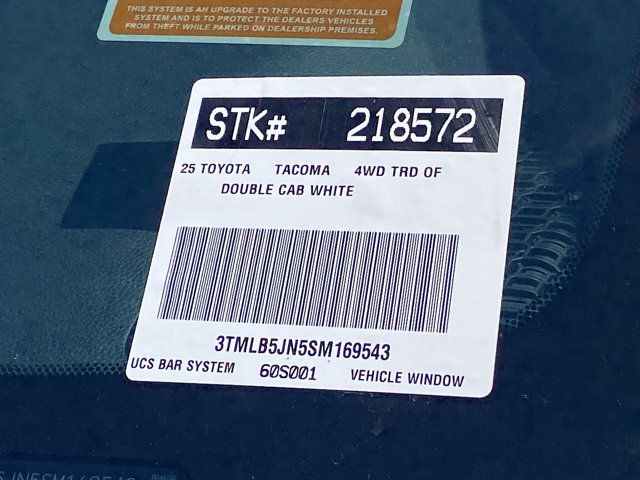 THIS SYSTEM IS AN UPGRADE TO THE FACTORY INSTALLED
SYSTEM AND IS TO PROTECT THE DEALERS VEHICLES
FROM THEFT WHILE PARKED ON DEALERSHIP PREMISES.
STK# 218572
25 TOYOTA TACOMA 4WD TRD OF
DOUBLE CAB WHITE
3TMLB5JN5SM169543
UCS BAR SYSTEM 60S001 VEHICLE WINDOW